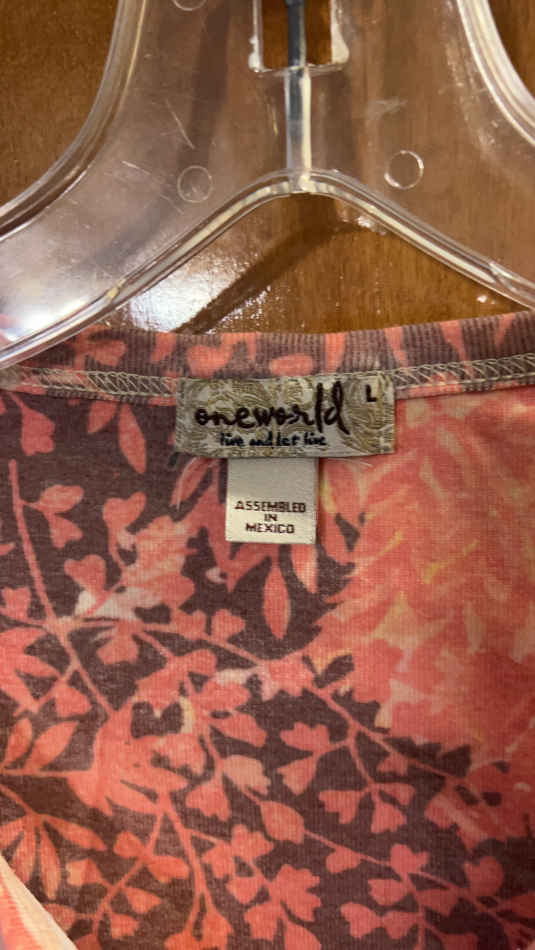 oneworld L
live and let live
ASSEMBLED
IN
MEXICO